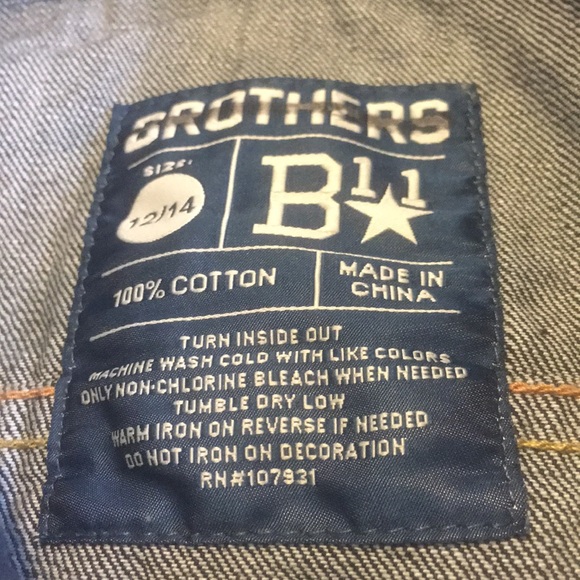 BROTHERS
SIZE:
12/14
B11
100% COTTON
MADE IN
CHINA
TURN INSIDE OUT
MACHINE WASH COLD WITH LIKE COLORS
ONLY NON-CHLORINE BLEACH WHEN NEEDED
TUMBLE DRY LOW
WARM IRON ON REVERSE IF NEEDED
DO NOT IRON ON DECORATION
RN#107931